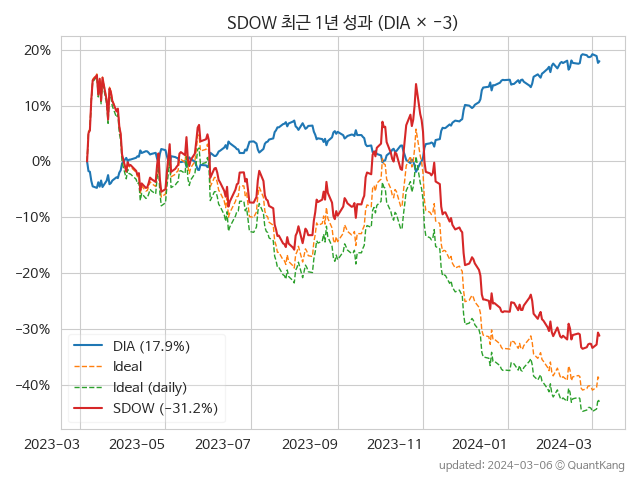 SDOW 최근 1년 성과 (DIA × −3)
20%
10%
0%
−10%
−20%
−30%
−40%
DIA (17.9%)
Ideal
Ideal (daily)
SDOW (−31.2%)
2023−03 2023−05 2023−07 2023−09 2023−11 2024−01 2024−03
updated: 2024-03-06 © QuantKang